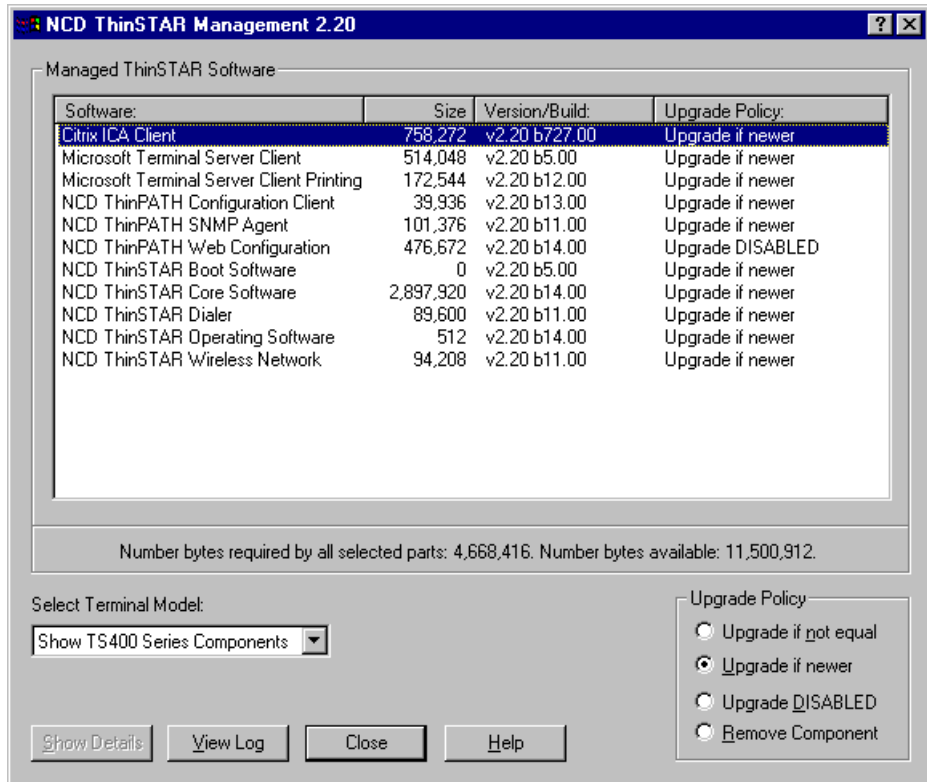 NCD ThinSTAR Management 2.20
Managed ThinSTAR Software
Software: Size Version/Build: Upgrade Policy:
Citrix ICA Client 758,272 v2.20 b727.00 Upgrade if newer
Microsoft Terminal Server Client 514,048 v2.20 b5.00 Upgrade if newer
Microsoft Terminal Server Client Printing 172,544 v2.20 b12.00 Upgrade if newer
NCD ThinPATH Configuration Client 39,936 v2.20 b13.00 Upgrade if newer
NCD ThinPATH SNMP Agent 101,376 v2.20 b11.00 Upgrade if newer
NCD ThinPATH Web Configuration 476,672 v2.20 b14.00 Upgrade DISABLED
NCD ThinSTAR Boot Software 0 v2.20 b5.00 Upgrade if newer
NCD ThinSTAR Core Software 2,897,920 v2.20 b14.00 Upgrade if newer
NCD ThinSTAR Dialer 89,600 v2.20 b11.00 Upgrade if newer
NCD ThinSTAR Operating Software 512 v2.20 b14.00 Upgrade if newer
NCD ThinSTAR Wireless Network 94,208 v2.20 b11.00 Upgrade if newer
Number bytes required by all selected parts: 4,668,416. Number bytes available: 11,500,912.
Select Terminal Model:
Show TS400 Series Components
Upgrade Policy
Upgrade if not equal
Upgrade if newer
Upgrade DISABLED
Remove Component
Show Details View Log Close Help